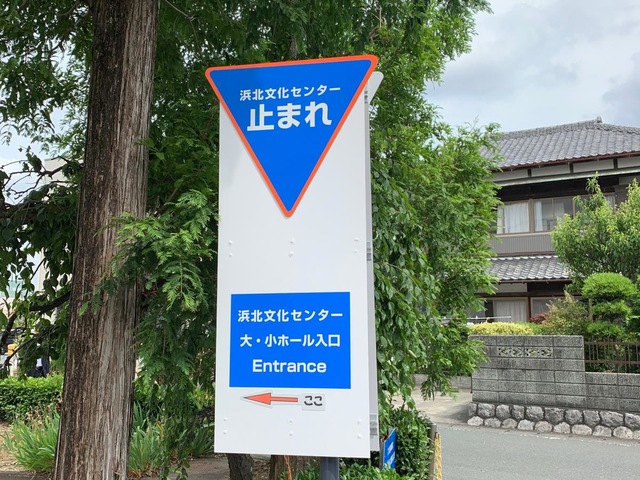 浜北文化センター
止まれ
浜北文化センター
大・小ホール入口
Entrance
ここ